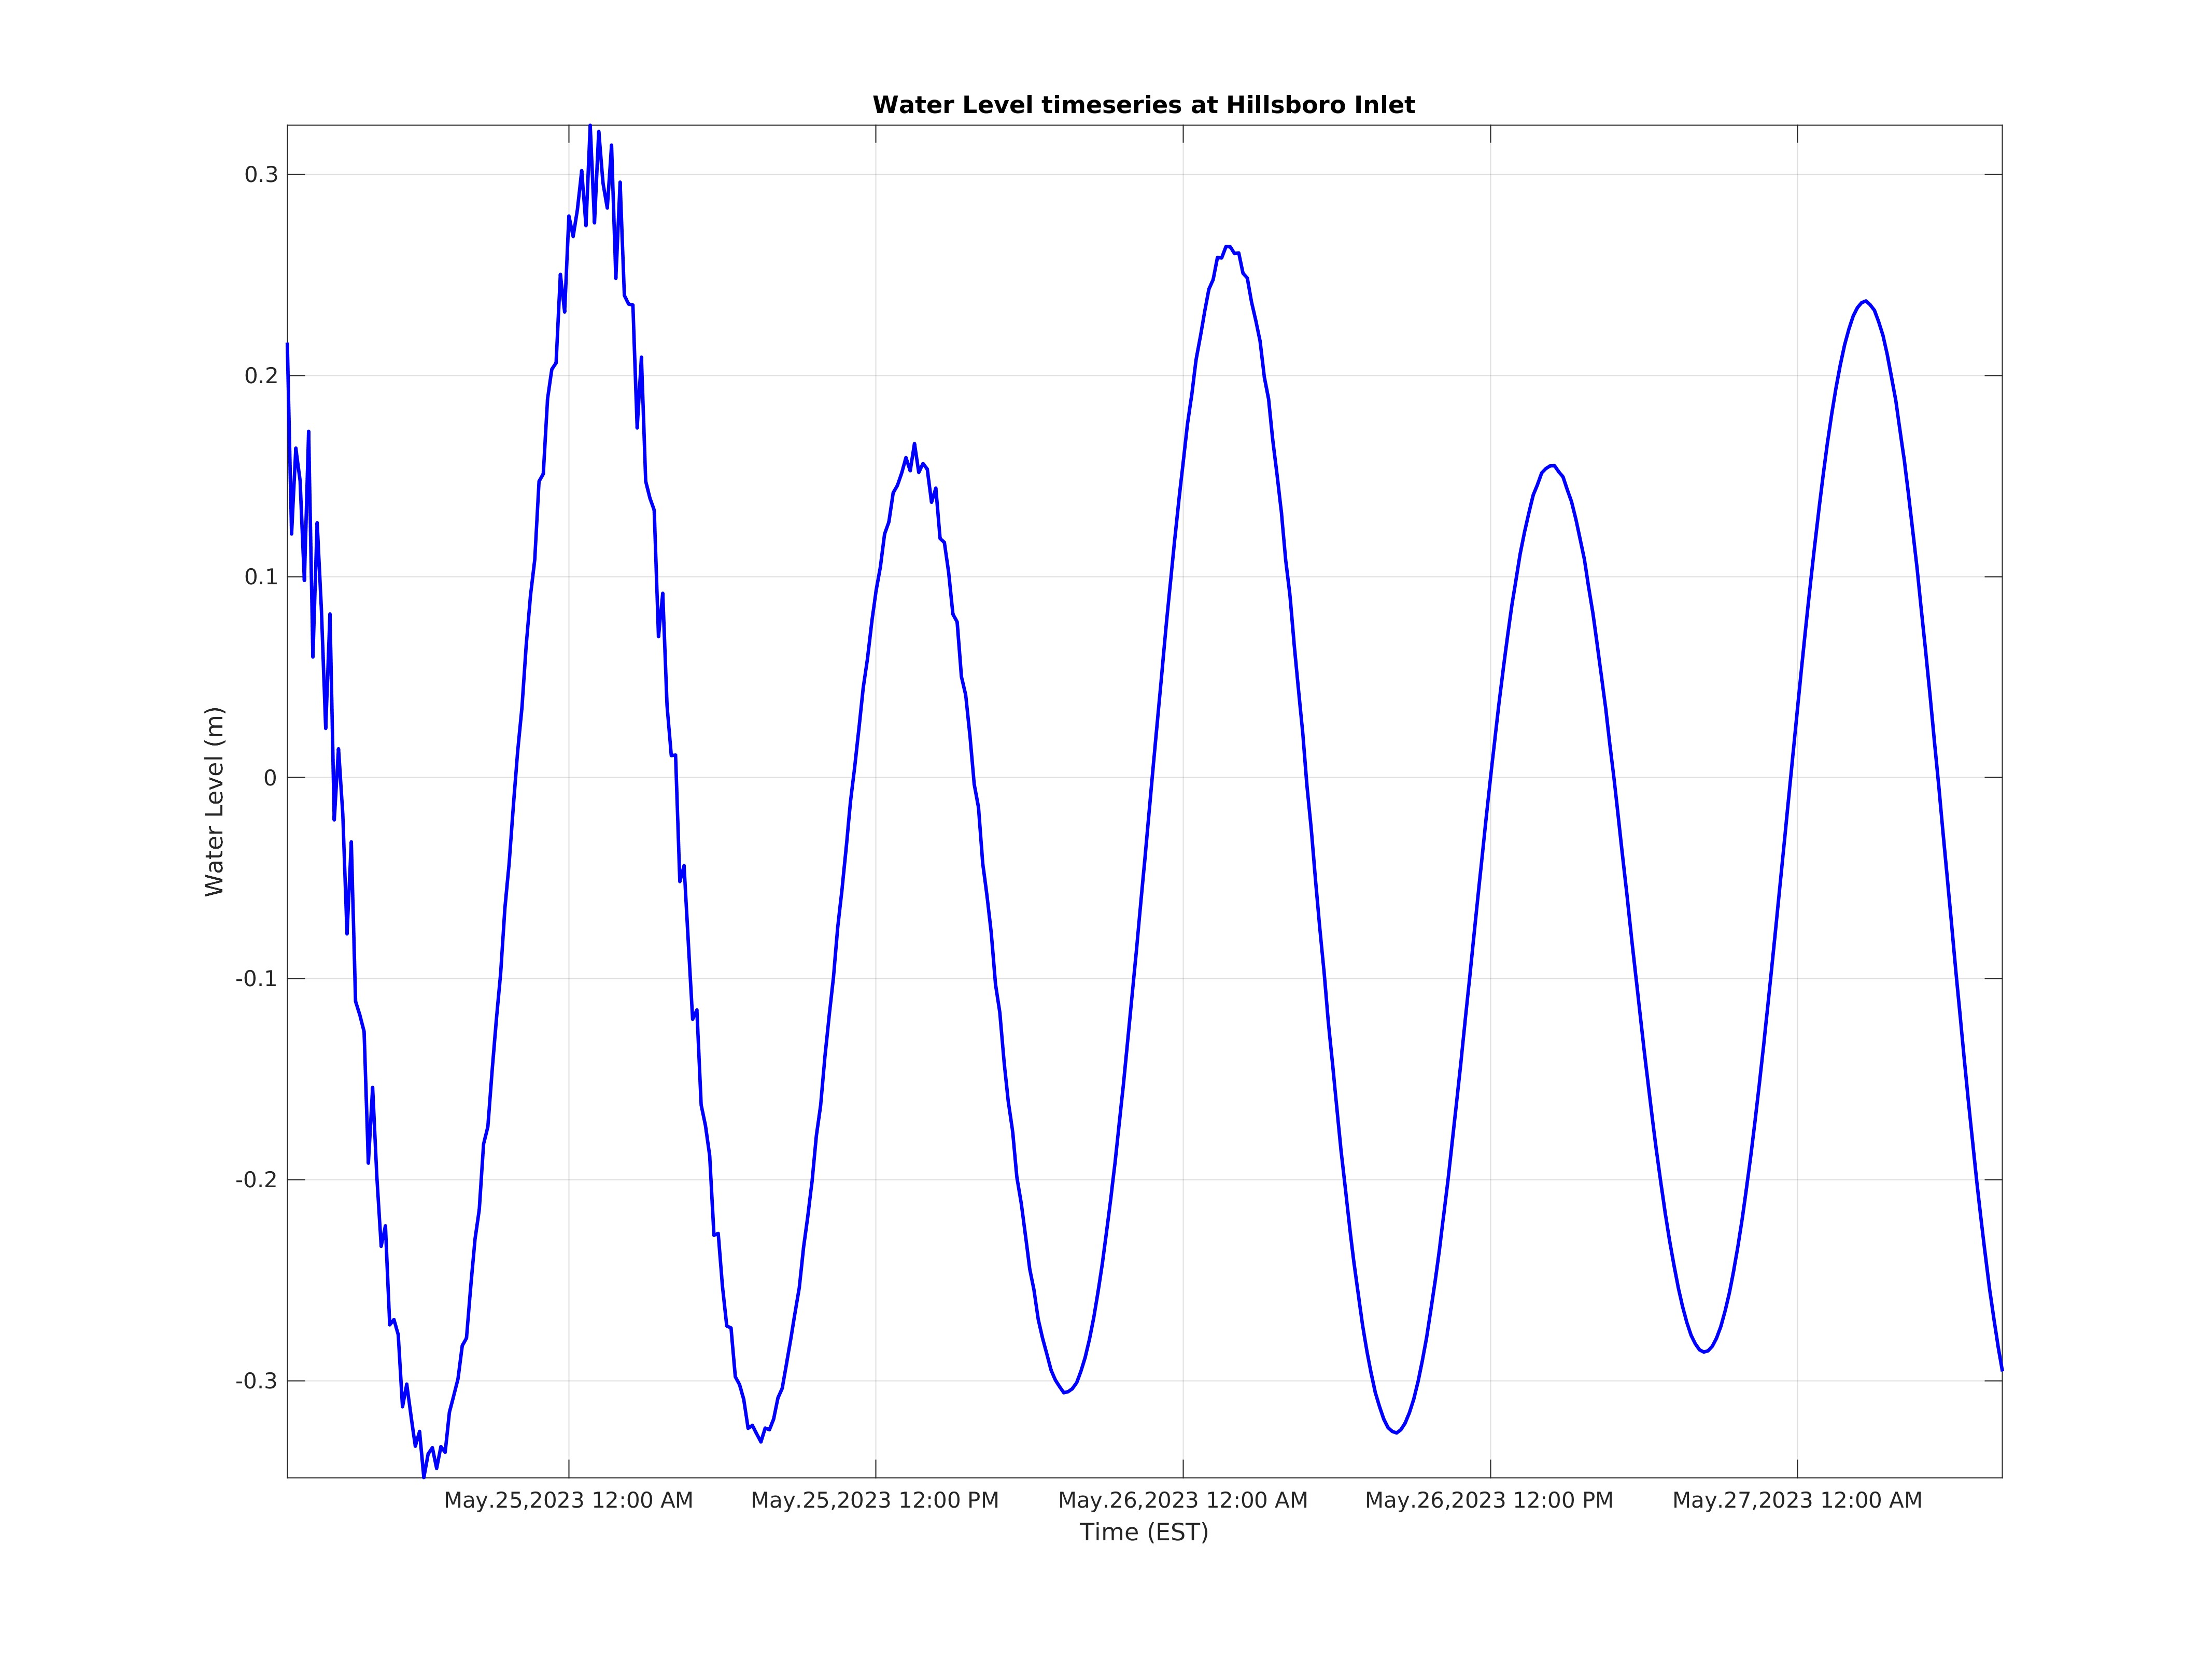 Water Level timeseries at Hillsboro Inlet
0.3
0.2
0.1
0
-0.1
-0.2
-0.3
Water Level (m)
May.25,2023 12:00 AM May.25,2023 12:00 PM May.26,2023 12:00 AM May.26,2023 12:00 PM May.27,2023 12:00 AM
Time (EST)